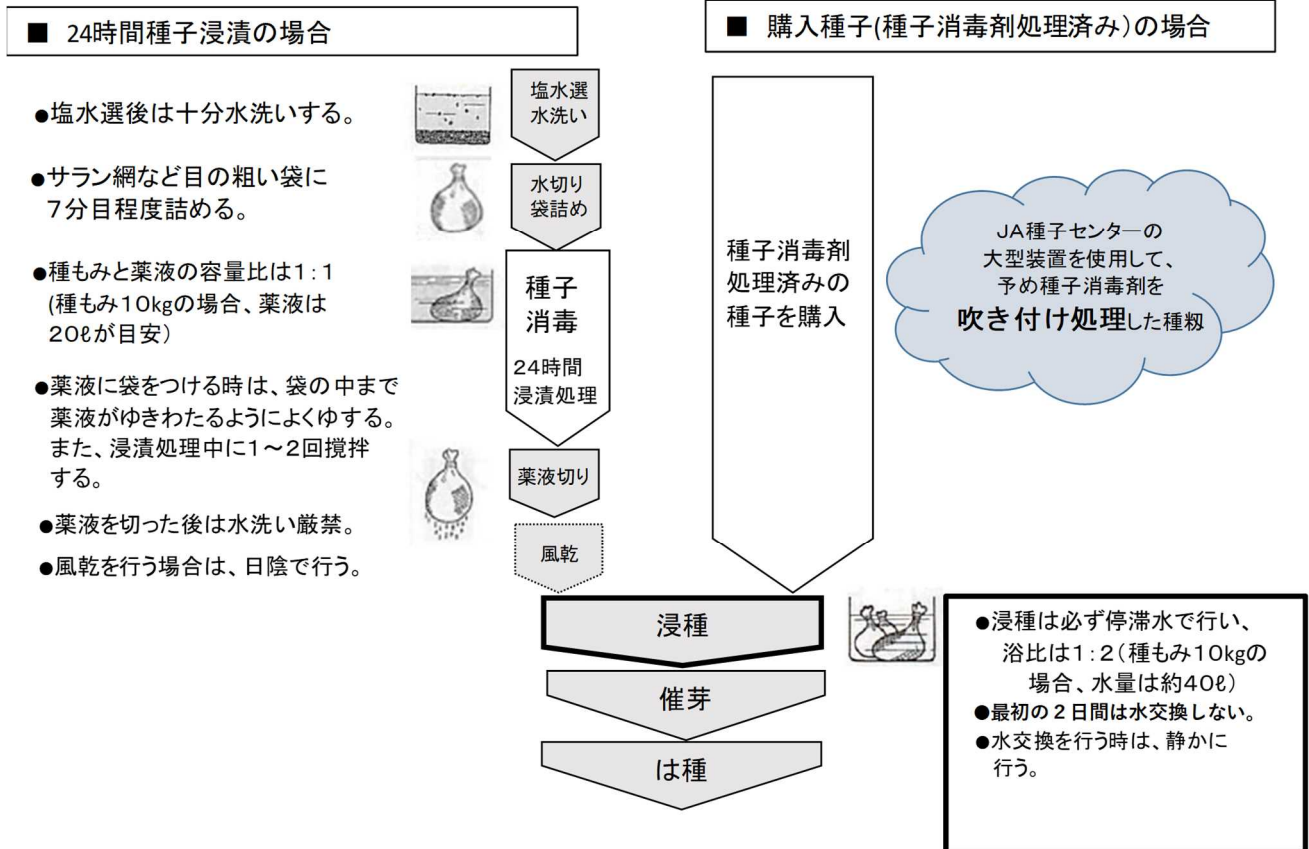 ■ 24時間種子浸漬の場合
●塩水選後は十分水洗いする。
●サラン網など目の粗い袋に
7分目程度詰める。
●種もみと薬液の容量比は1:1
(種もみ10kgの場合、薬液は
20ℓが目安)
●薬液に袋をつける時は、袋の中まで
薬液がゆきわたるようによくゆする。
また、浸漬処理中に1～2回撹拌
する。
●薬液を切った後は水洗い厳禁。
●風乾を行う場合は、日陰で行う。
塩水選
水洗い
水切り
袋詰め
種子
消毒
24時間
浸漬処理
薬液切り
風乾
■ 購入種子(種子消毒剤処理済み)の場合
種子消毒剤
処理済みの
種子を購入
JA種子センターの
大型装置を使用して、
予め種子消毒剤を
吹き付け処理した種籾
浸種
催芽
は種
●浸種は必ず停滞水で行い、
浴比は1:2(種もみ10kgの
場合、水量は約40ℓ)
●最初の2日間は水交換しない。
●水交換を行う時は、静かに
行う。